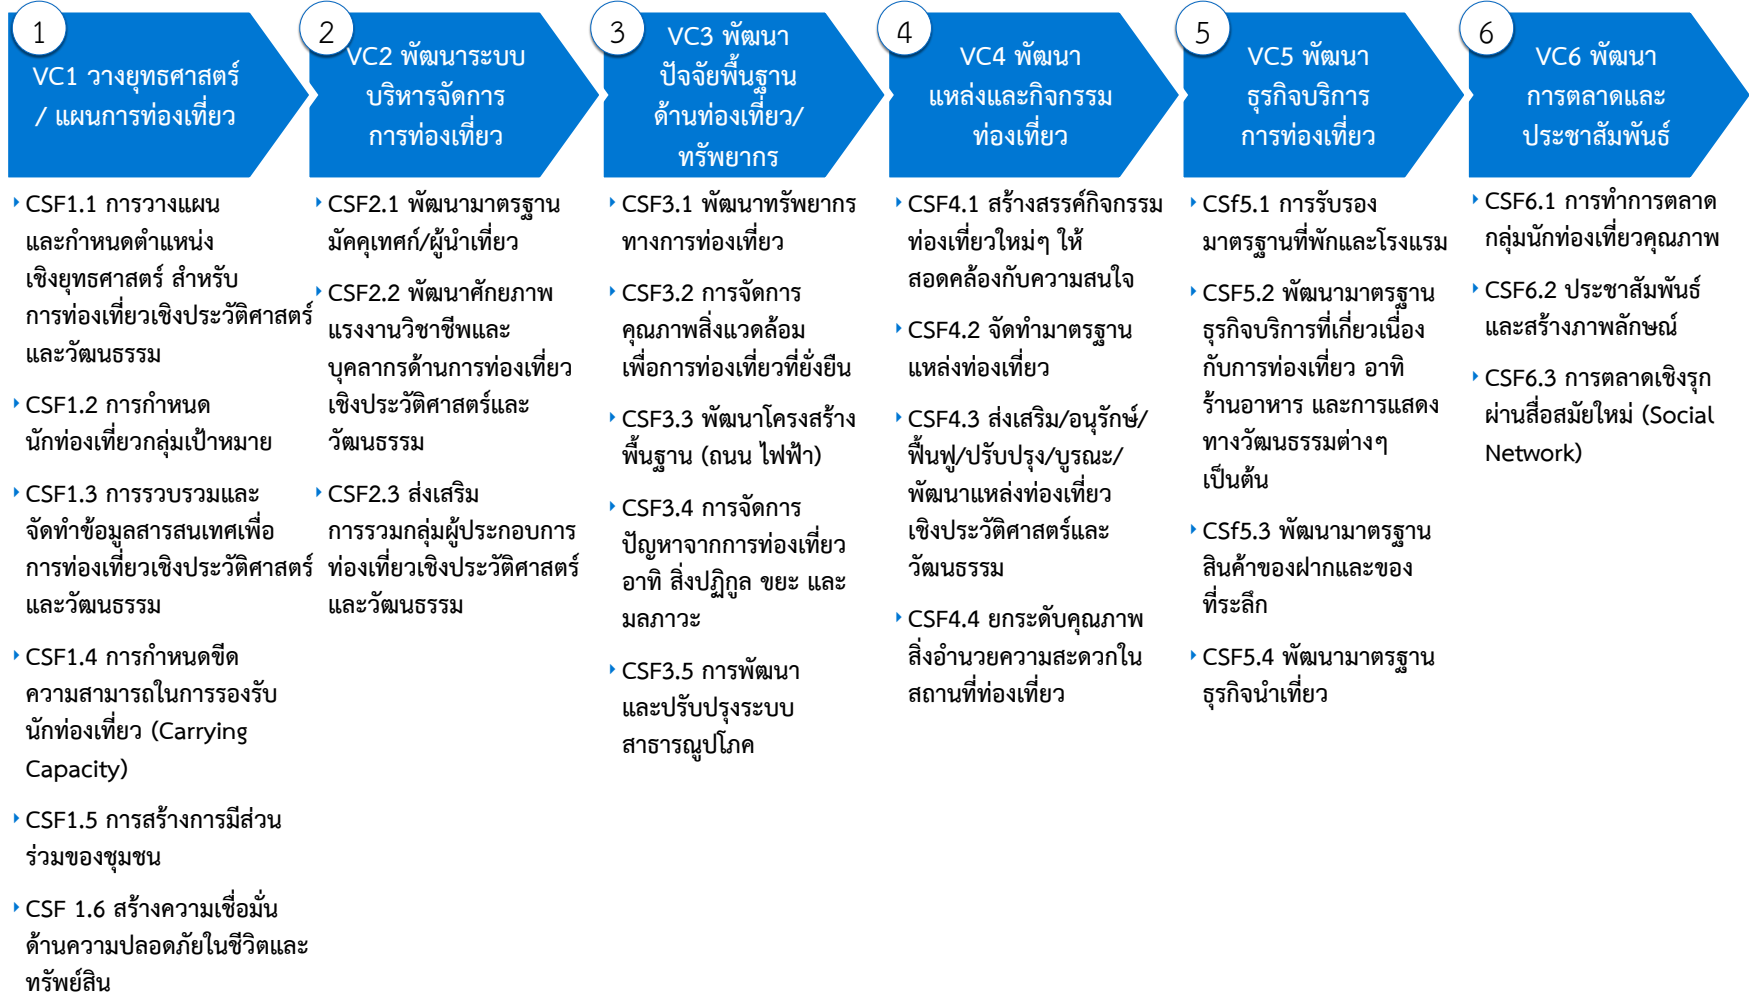 1
VC1 วางยุทธศาสตร์
/ แผนการท่องเที่ยว
CSF1.1 การวางแผน
และกำหนดตำแหน่ง
เชิงยุทธศาสตร์ สำหรับ
การท่องเที่ยวเชิงประวัติศาสตร์
และวัฒนธรรม
CSF1.2 การกำหนด
นักท่องเที่ยวกลุ่มเป้าหมาย
CSF1.3 การรวบรวมและ
จัดทำข้อมูลสารสนเทศเพื่อ
การท่องเที่ยวเชิงประวัติศาสตร์
และวัฒนธรรม
CSF1.4 การกำหนดขีด
ความสามารถในการรองรับ
นักท่องเที่ยว (Carrying
Capacity)
CSF1.5 การสร้างการมีส่วน
ร่วมของชุมชน
CSF 1.6 สร้างความเชื่อมั่น
ด้านความปลอดภัยในชีวิตและ
ทรัพย์สิน
2
VC2 พัฒนาระบบ
บริหารจัดการ
การท่องเที่ยว
CSF2.1 พัฒนามาตรฐาน
มัคคุเทศก์/ผู้นำเที่ยว
CSF2.2 พัฒนาศักยภาพ
แรงงานวิชาชีพและ
บุคลากรด้านการท่องเที่ยว
เชิงประวัติศาสตร์และ
วัฒนธรรม
CSF2.3 ส่งเสริม
การรวมกลุ่มผู้ประกอบการ
ท่องเที่ยวเชิงประวัติศาสตร์
และวัฒนธรรม
3
VC3 พัฒนา
ปัจจัยพื้นฐาน
ด้านท่องเที่ยว/
ทรัพยากร
CSF3.1 พัฒนาทรัพยากร
ทางการท่องเที่ยว
CSF3.2 การจัดการ
คุณภาพสิ่งแวดล้อม
เพื่อการท่องเที่ยวที่ยั่งยืน
CSF3.3 พัฒนาโครงสร้าง
พื้นฐาน (ถนน ไฟฟ้า)
CSF3.4 การจัดการ
ปัญหาจากการท่องเที่ยว
อาทิ สิ่งปฏิกูล ขยะ และ
มลภาวะ
CSF3.5 การพัฒนา
และปรับปรุงระบบ
สาธารณูปโภค
4
VC4 พัฒนา
แหล่งและกิจกรรม
ท่องเที่ยว
CSF4.1 สร้างสรรค์กิจกรรม
ท่องเที่ยวใหม่ๆ ให้
สอดคล้องกับความสนใจ
CSF4.2 จัดทำมาตรฐาน
แหล่งท่องเที่ยว
CSF4.3 ส่งเสริม/อนุรักษ์/
ฟื้นฟู/ปรับปรุง/บูรณะ/
พัฒนาแหล่งท่องเที่ยว
เชิงประวัติศาสตร์และ
วัฒนธรรม
CSF4.4 ยกระดับคุณภาพ
สิ่งอำนวยความสะดวกใน
สถานที่ท่องเที่ยว
5
VC5 พัฒนา
ธุรกิจบริการ
การท่องเที่ยว
CSf5.1 การรับรอง
มาตรฐานที่พักและโรงแรม
CSF5.2 พัฒนามาตรฐาน
ธุรกิจบริการที่เกี่ยวเนื่อง
กับการท่องเที่ยว อาทิ
ร้านอาหาร และการแสดง
ทางวัฒนธรรมต่างๆ
เป็นต้น
CSf5.3 พัฒนามาตรฐาน
สินค้าของฝากและของ
ที่ระลึก
CSF5.4 พัฒนามาตรฐาน
ธุรกิจนำเที่ยว
6
VC6 พัฒนา
การตลาดและ
ประชาสัมพันธ์
CSF6.1 การทำการตลาด
กลุ่มนักท่องเที่ยวคุณภาพ
CSF6.2 ประชาสัมพันธ์
และสร้างภาพลักษณ์
CSF6.3 การตลาดเชิงรุก
ผ่านสื่อสมัยใหม่ (Social
Network)